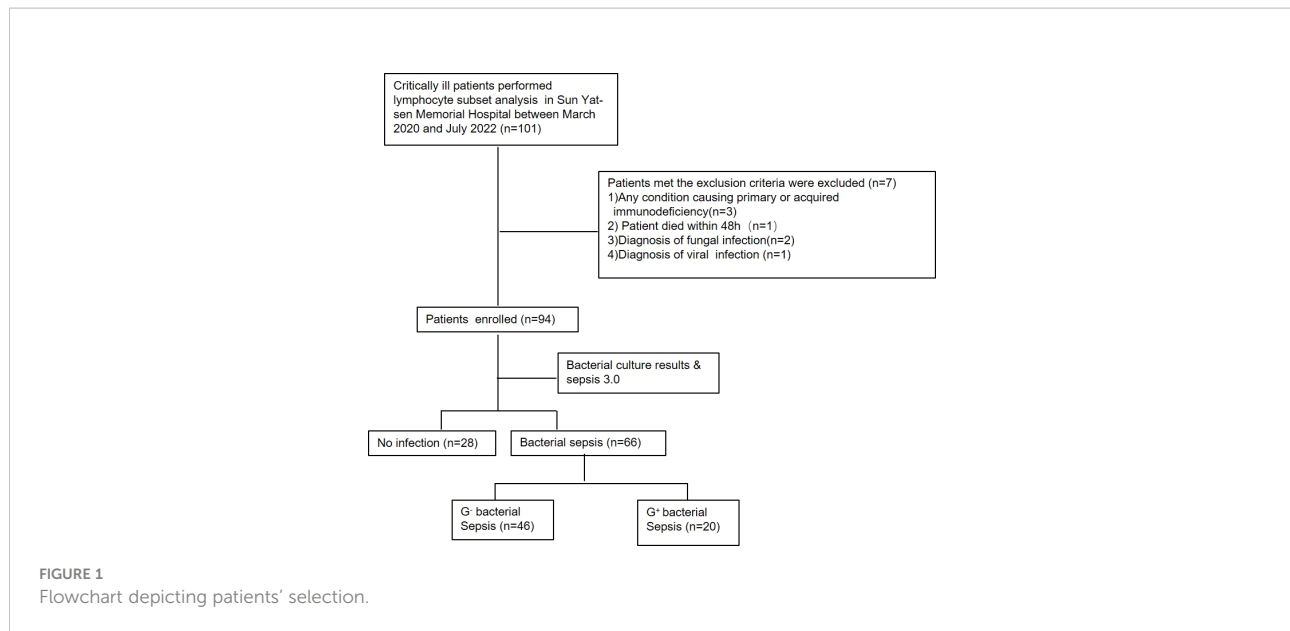 Critically ill patients performed
lymphocyte subset analysis in Sun Yat-
sen Memorial Hospital between March
2020 and July 2022 (n=101)
Patients met the exclusion criteria were excluded (n=7)
1)Any condition causing primary or acquired
immunodeficiency(n=3)
2) Patient died within 48h （n=1）
3)Diagnosis of fungal infection(n=2)
4)Diagnosis of viral infection (n=1)
Patients enrolled (n=94)
Bacterial culture results &
sepsis 3.0
No infection (n=28)
Bacterial sepsis (n=66)
G⁻ bacterial
Sepsis (n=46)
G⁺ bacterial
Sepsis (n=20)
FIGURE 1
Flowchart depicting patients’ selection.